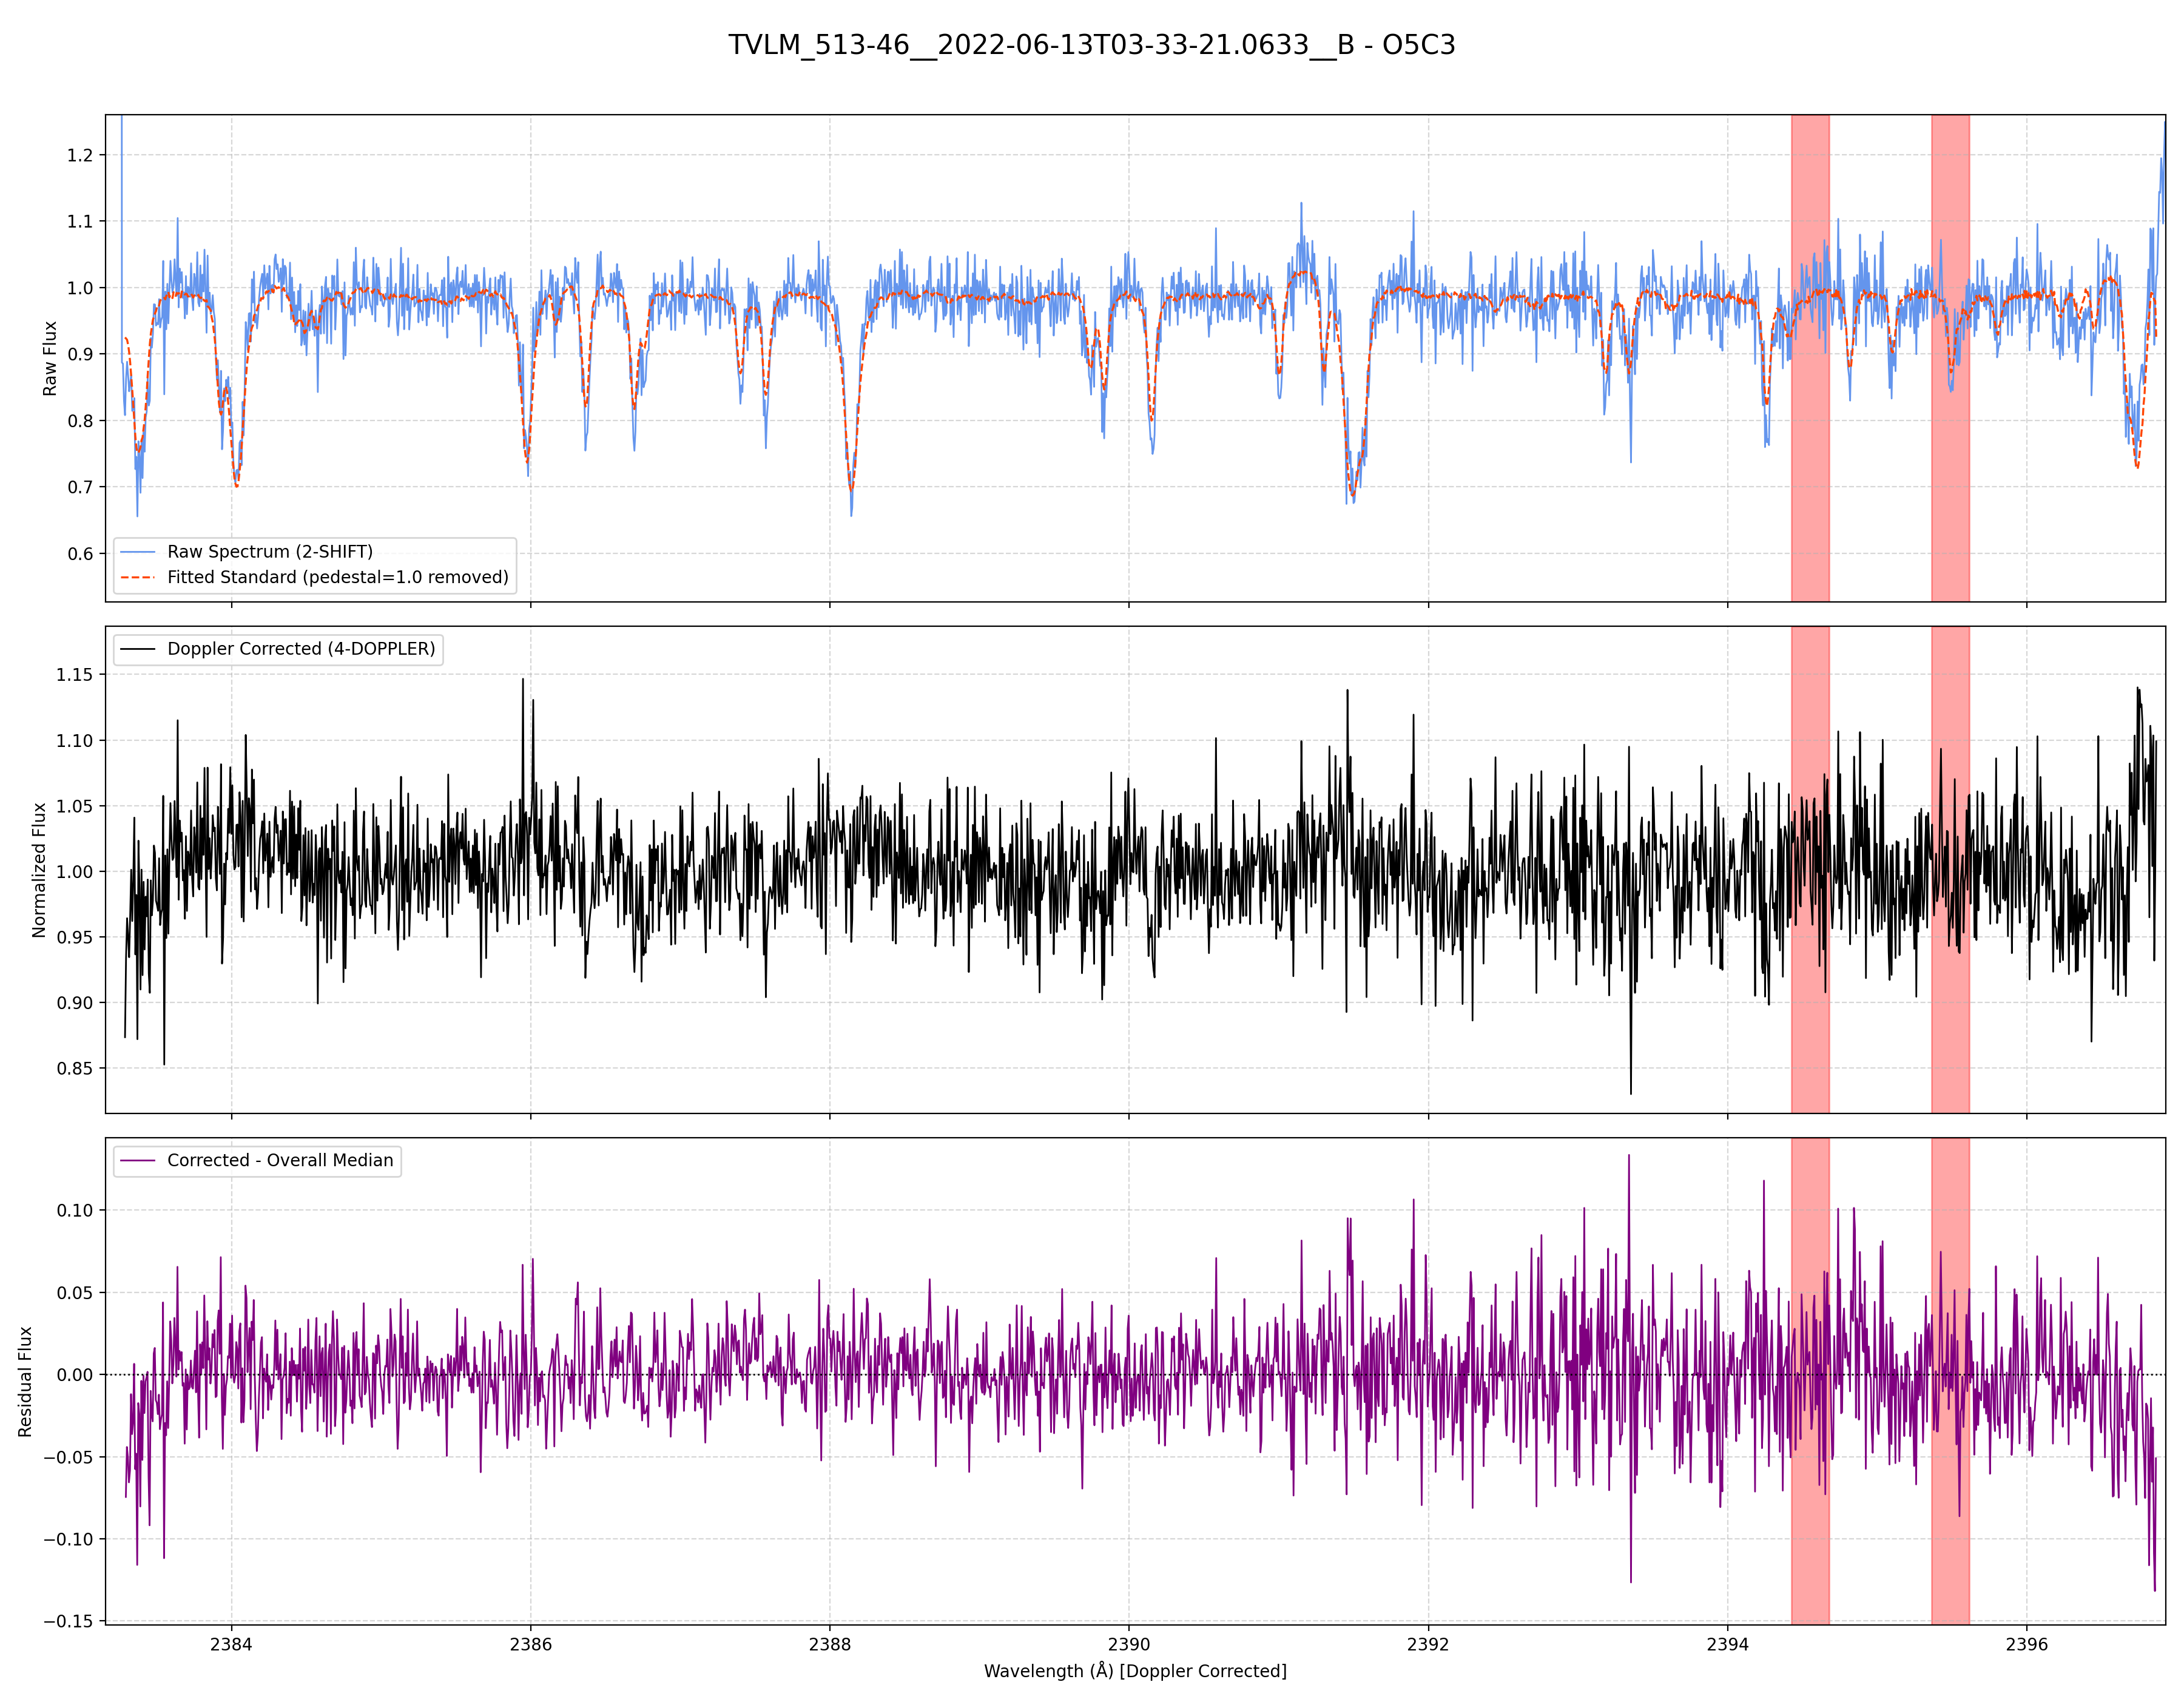 TVLM_513-46__2022-06-13T03-33-21.0633__B - O5C3
1.2
1.1
1.0
0.9
0.8
0.7
0.6
Raw Flux
Raw Spectrum (2-SHIFT)
Fitted Standard (pedestal=1.0 removed)
1.15
1.10
1.05
1.00
0.95
0.90
0.85
Normalized Flux
Doppler Corrected (4-DOPPLER)
0.10
0.05
0.00
−0.05
−0.10
−0.15
Residual Flux
Corrected - Overall Median
2384 2386 2388 2390 2392 2394 2396
Wavelength (Å) [Doppler Corrected]